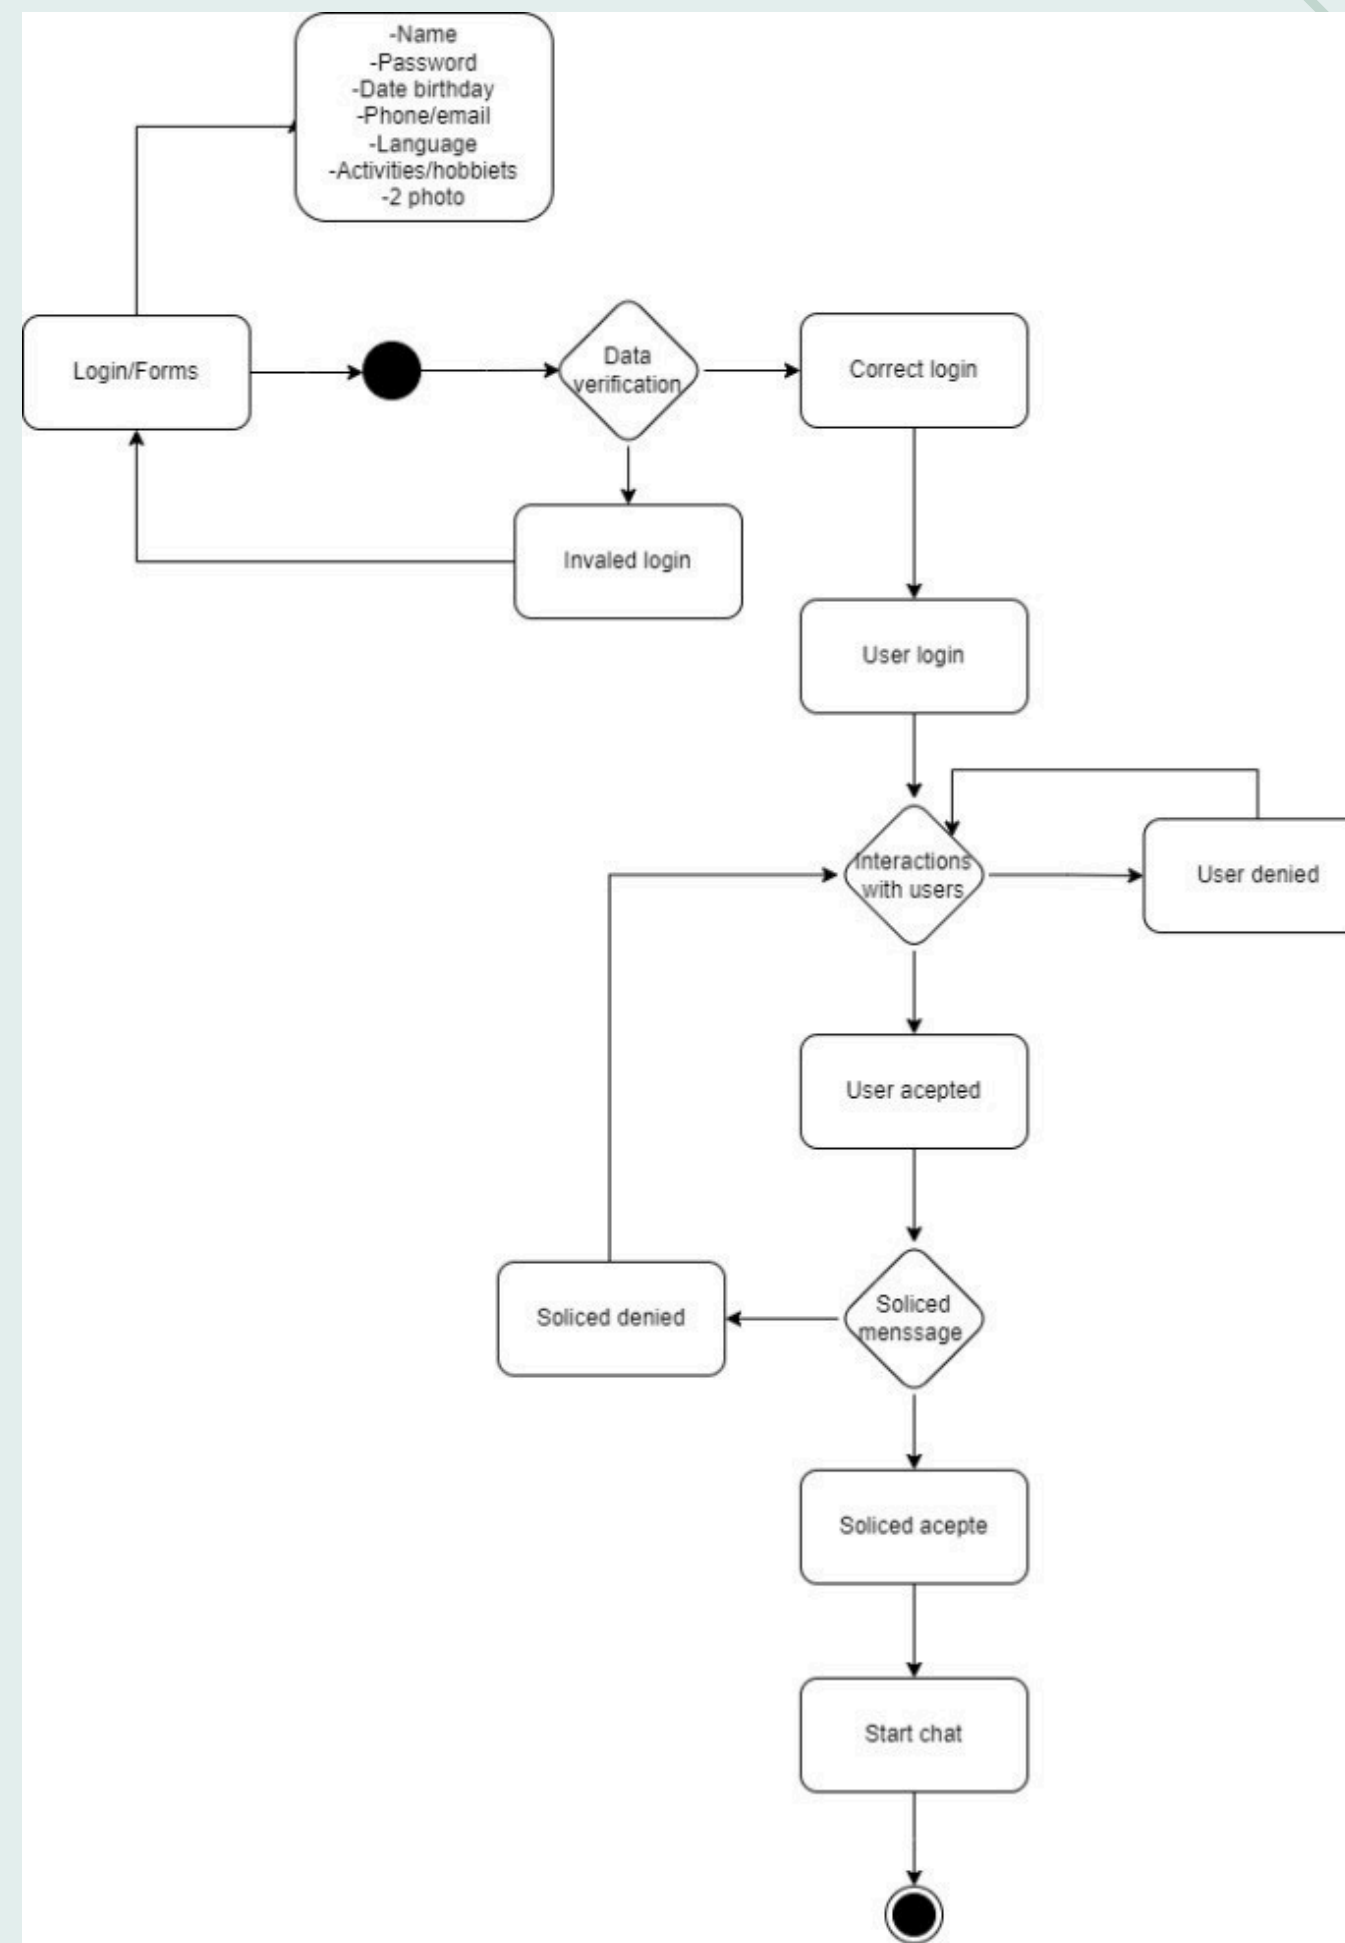 -Name
-Password
-Date birthday
-Phone/email
-Language
-Activities/hobbiets
-2 photo
Login/Forms
Data
verification
Correct login
Invaled login
User login
Interactions
with users
User denied
User acepted
Soliced
menssage
Soliced denied
Soliced acepte
Start chat